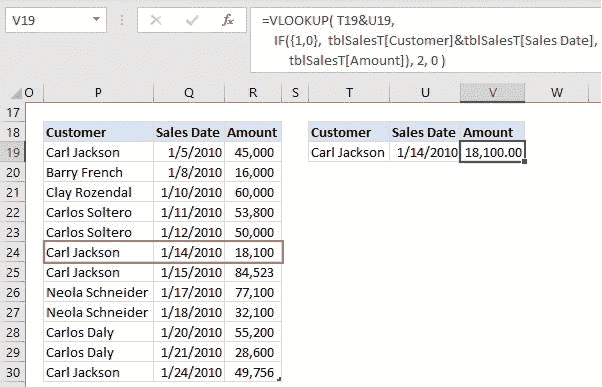 V19 fx =VLOOKUP( T19&U19,
IF({1,0}, tblSalesT[Customer]&tblSalesT[Sales Date],
tblSalesT[Amount]), 2, 0 )
O P Q R S T U V W
17
18 Customer Sales Date Amount Customer Sales Date Amount
19 Carl Jackson 1/5/2010 45,000 Carl Jackson 1/14/2010 18,100.00
20 Barry French 1/8/2010 16,000
21 Clay Rozendal 1/10/2010 60,000
22 Carlos Soltero 1/11/2010 53,800
23 Carlos Soltero 1/12/2010 50,000
24 Carl Jackson 1/14/2010 18,100
25 Carl Jackson 1/15/2010 84,523
26 Neola Schneider 1/17/2010 77,100
27 Neola Schneider 1/18/2010 32,100
28 Carlos Daly 1/20/2010 55,200
29 Carlos Daly 1/21/2010 28,600
30 Carl Jackson 1/24/2010 49,756